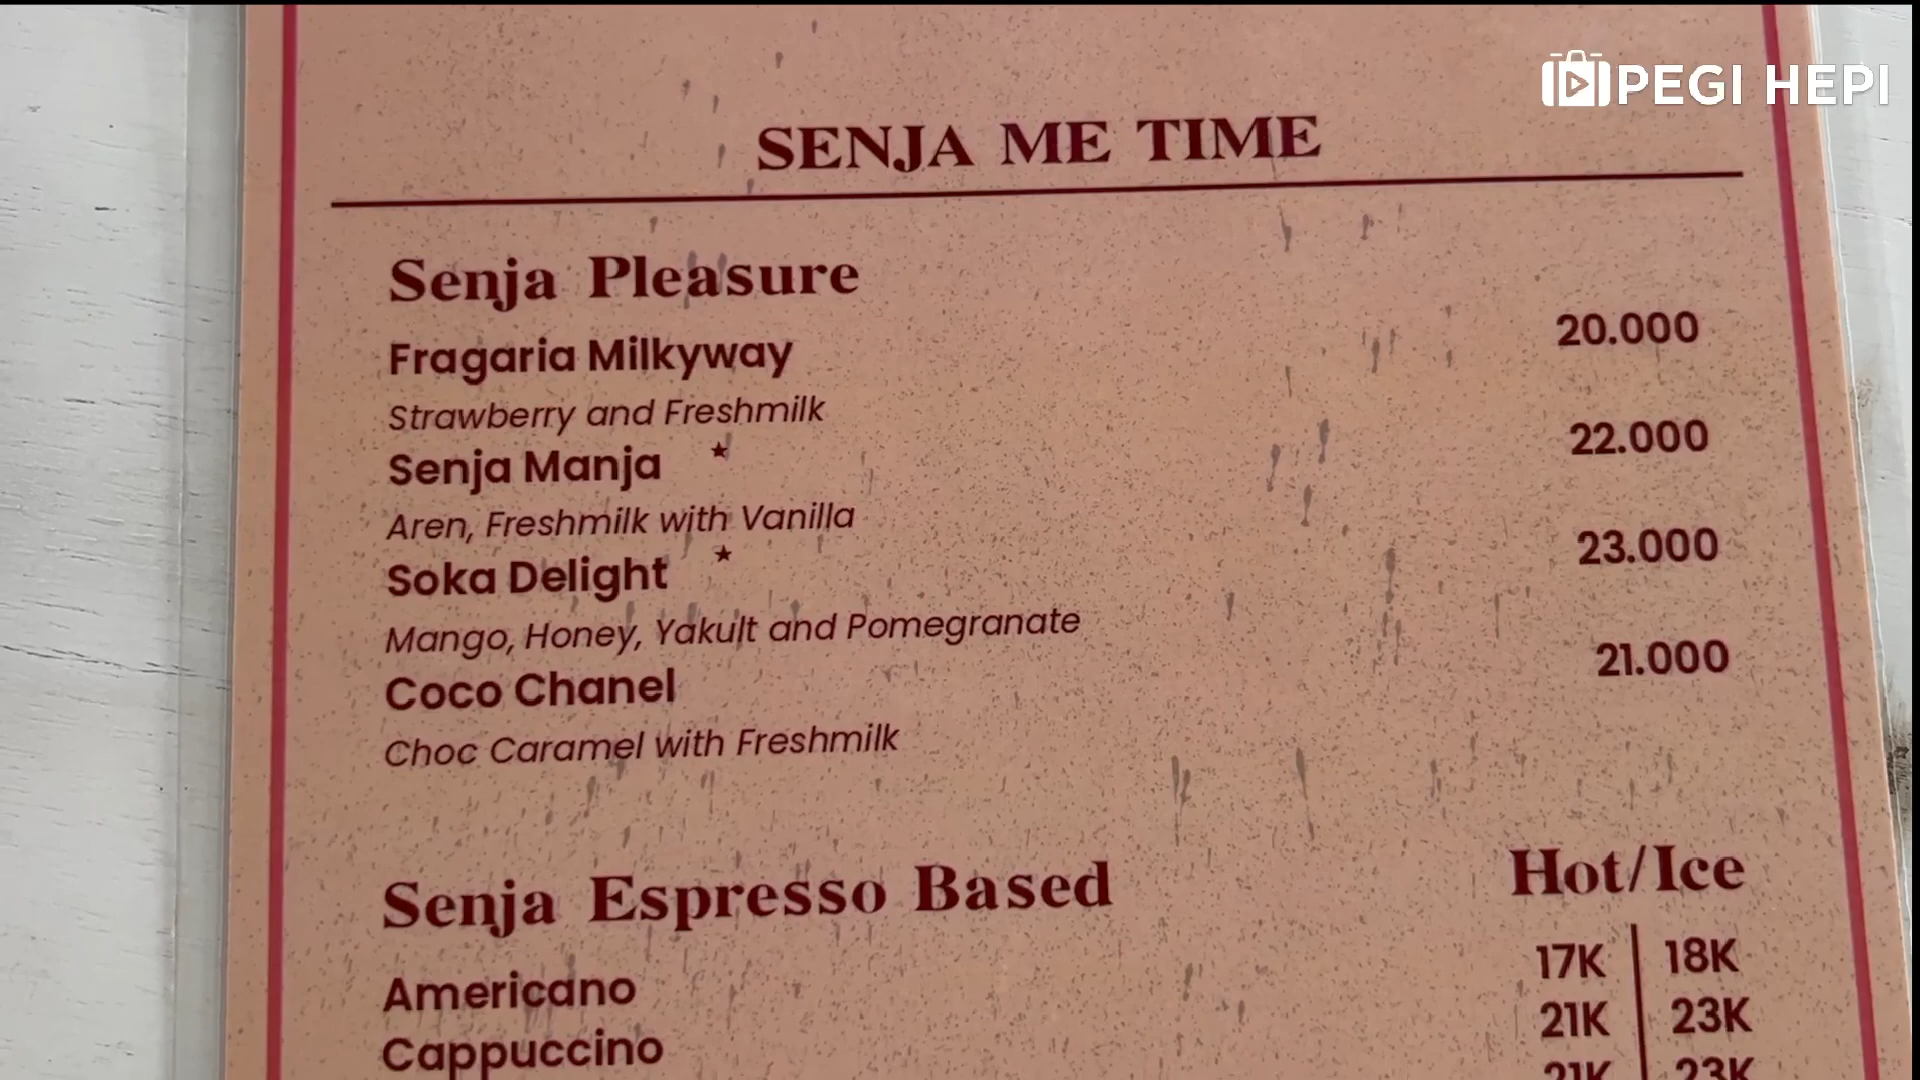 PEGI HEPI
SENJA ME TIME
Senja Pleasure
Fragaria Milkyway 20.000
Strawberry and Freshmilk
Senja Manja ★ 22.000
Aren, Freshmilk with Vanilla
Soka Delight ★ 23.000
Mango, Honey, Yakult and Pomegranate
Coco Chanel 21.000
Choc Caramel with Freshmilk
Senja Espresso Based Hot/Ice
Americano 17K 18K
Cappuccino 21K 23K
21K 23K